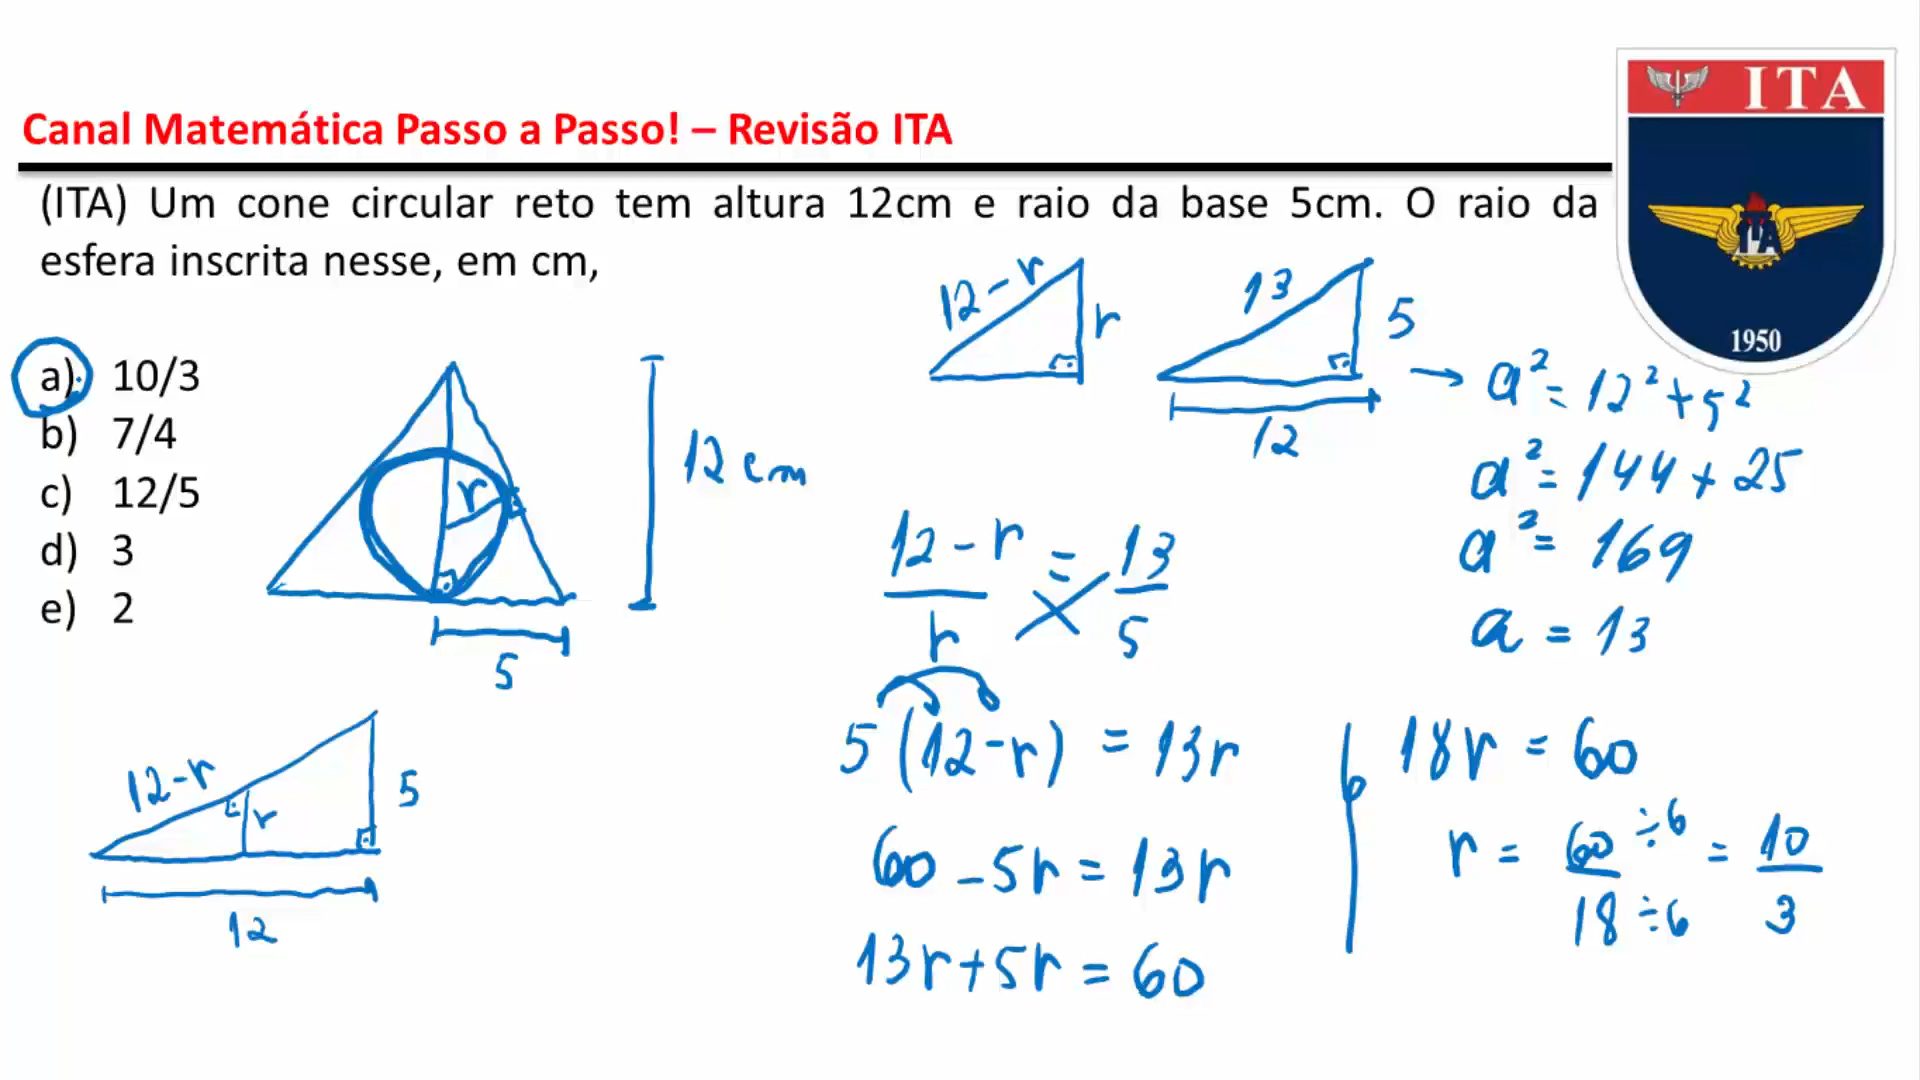 ITA
Canal Matemática Passo a Passo! – Revisão ITA
(ITA) Um cone circular reto tem altura 12cm e raio da base 5cm. O raio da
esfera inscrita nesse, em cm,
ITA
1950
a) 10/3
b) 7/4
c) 12/5
d) 3
e) 2
r
12 cm
5
12-r
r
5
12
12-r
r
13
5
12
→ a² = 12² + 5²
a² = 144 + 25
a² = 169
a = 13
12-r / r = 13 / 5
5(12-r) = 13r
60 - 5r = 13r
13r + 5r = 60
18r = 60
r = 60 ÷6 / 18 ÷6 = 10 / 3